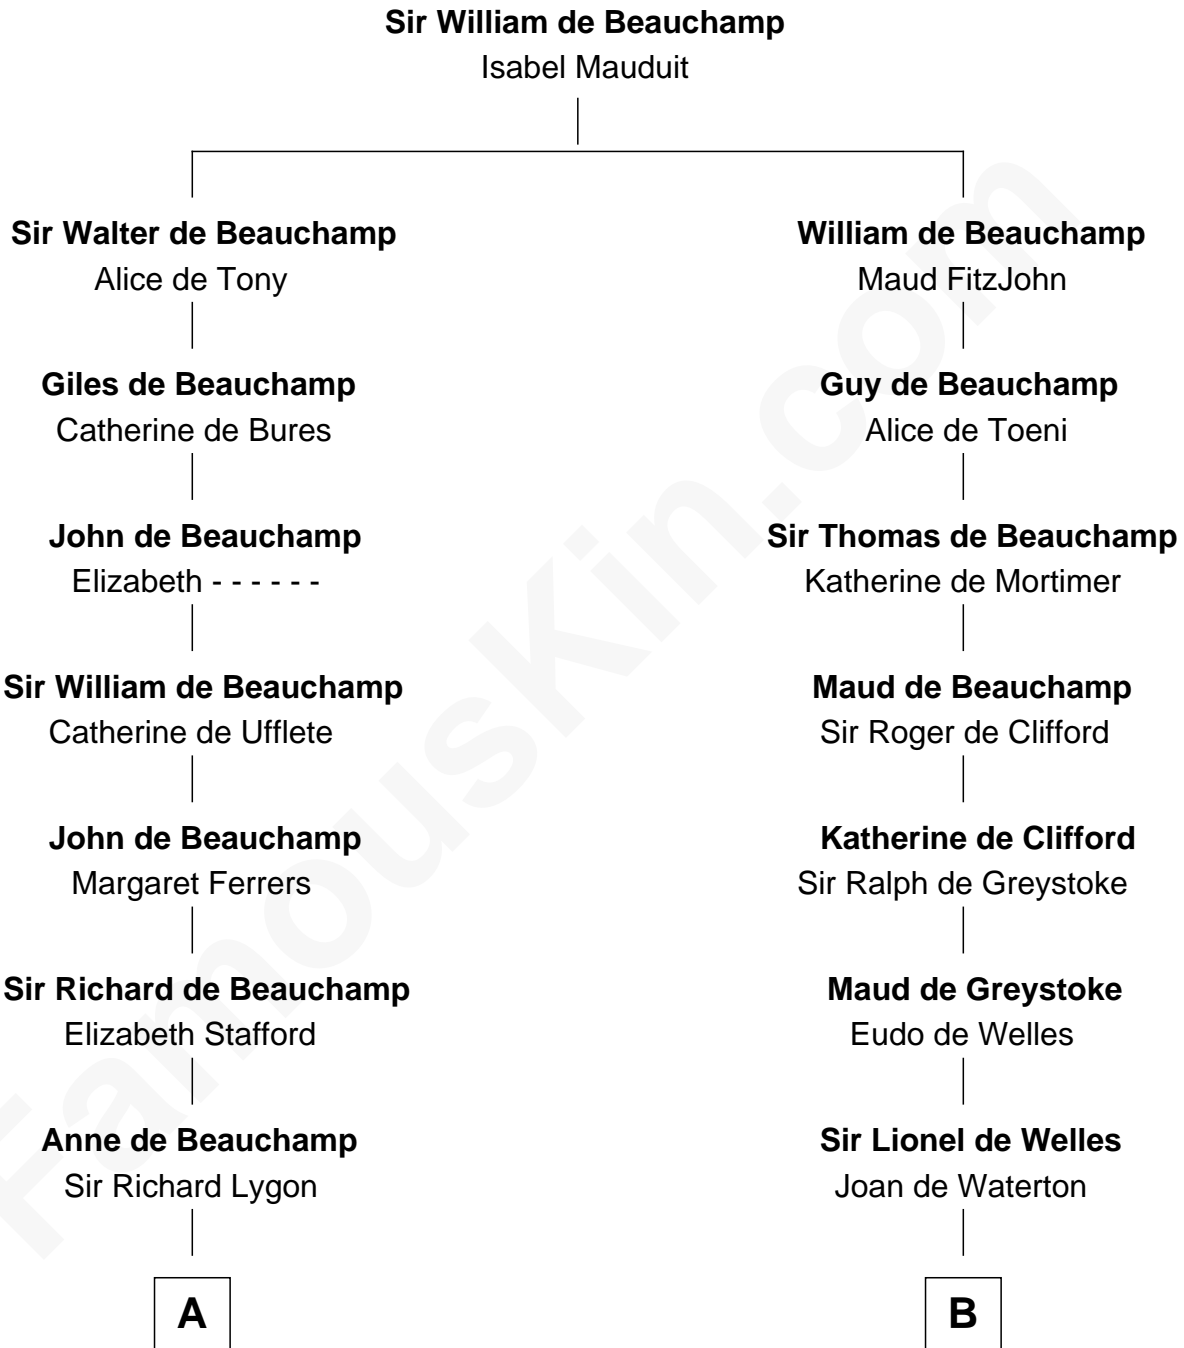 Sir William de Beauchamp
Isabel Mauduit
Sir Walter de Beauchamp
Alice de Tony
William de Beauchamp
Maud FitzJohn
Giles de Beauchamp
Catherine de Bures
Guy de Beauchamp
Alice de Toeni
John de Beauchamp
Elizabeth - - - - - -
Sir Thomas de Beauchamp
Katherine de Mortimer
Sir William de Beauchamp
Catherine de Ufflete
Maud de Beauchamp
Sir Roger de Clifford
John de Beauchamp
Margaret Ferrers
Katherine de Clifford
Sir Ralph de Greystoke
Sir Richard de Beauchamp
Elizabeth Stafford
Maud de Greystoke
Eudo de Welles
Anne de Beauchamp
Sir Richard Lygon
Sir Lionel de Welles
Joan de Waterton
A
B
FamousKin.com